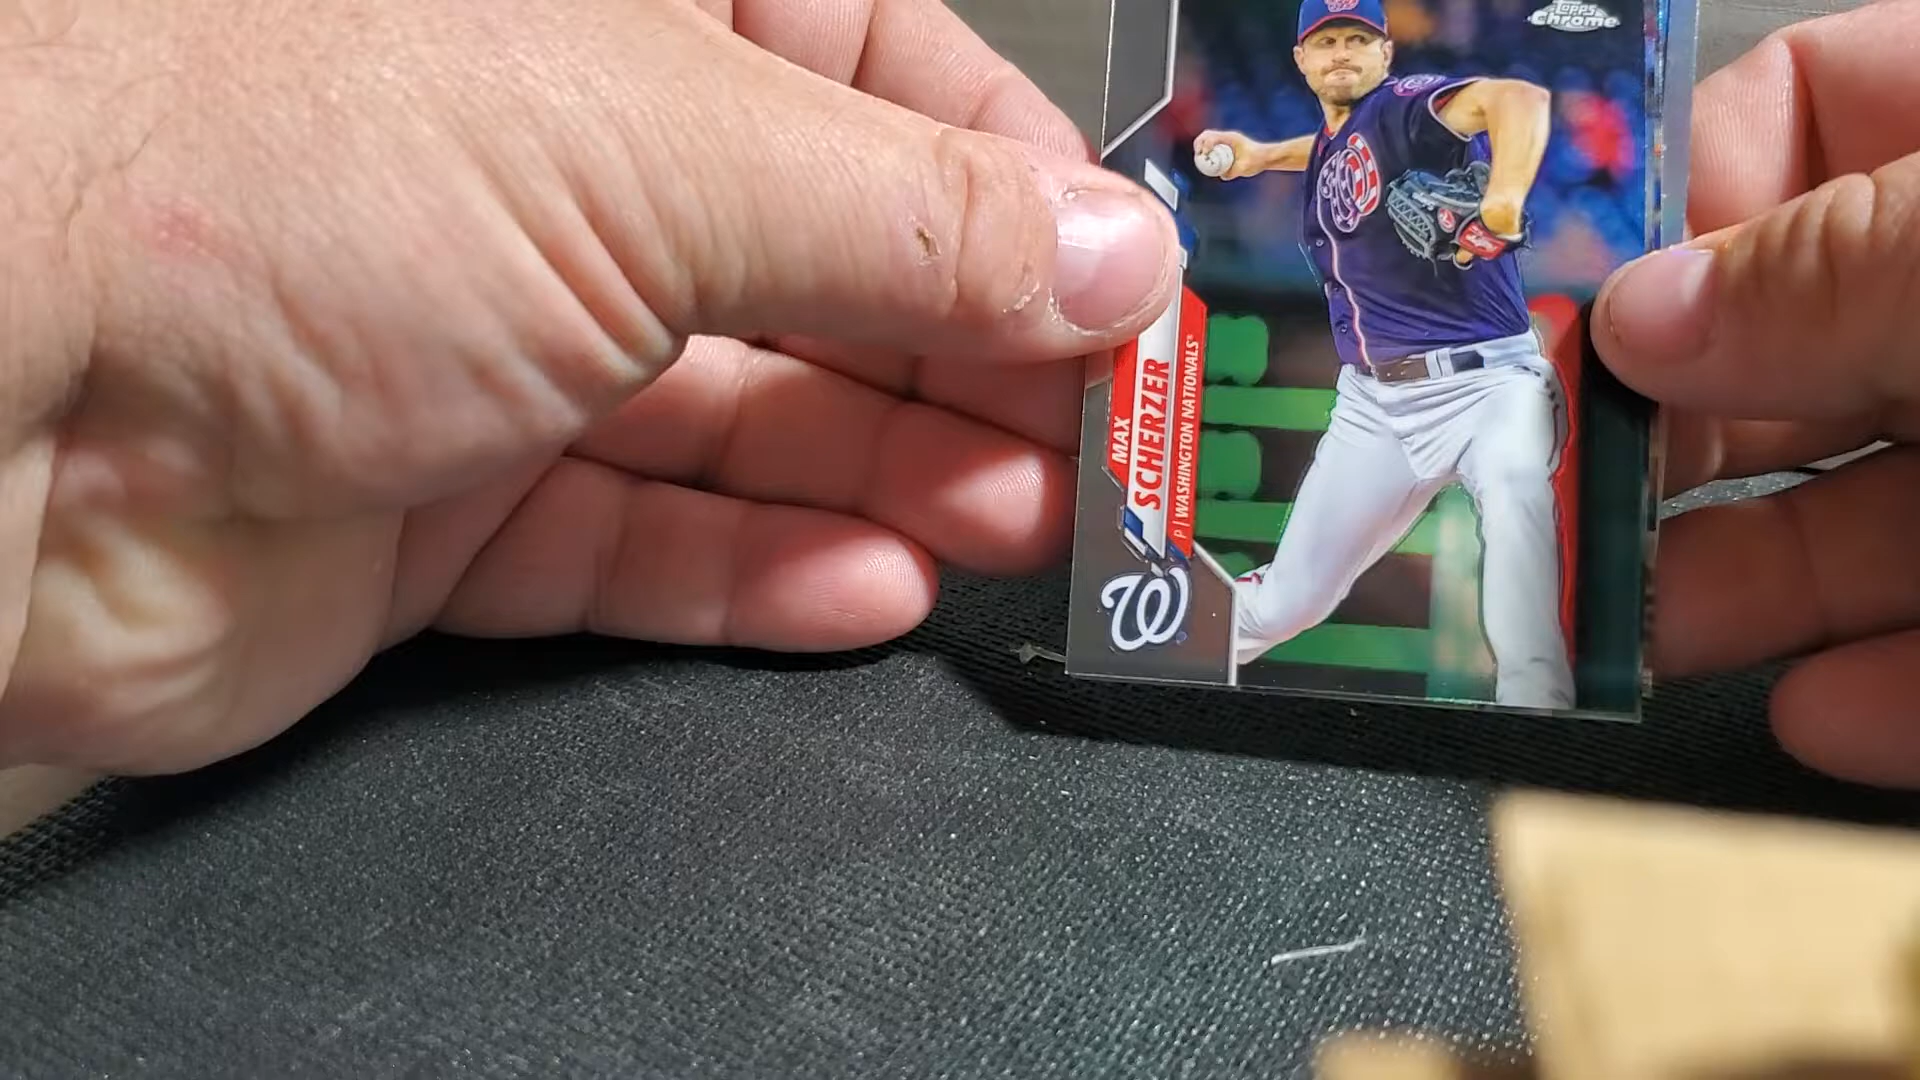 Topps
Chrome
MAX
SCHERZER
P | WASHINGTON NATIONALS®
W